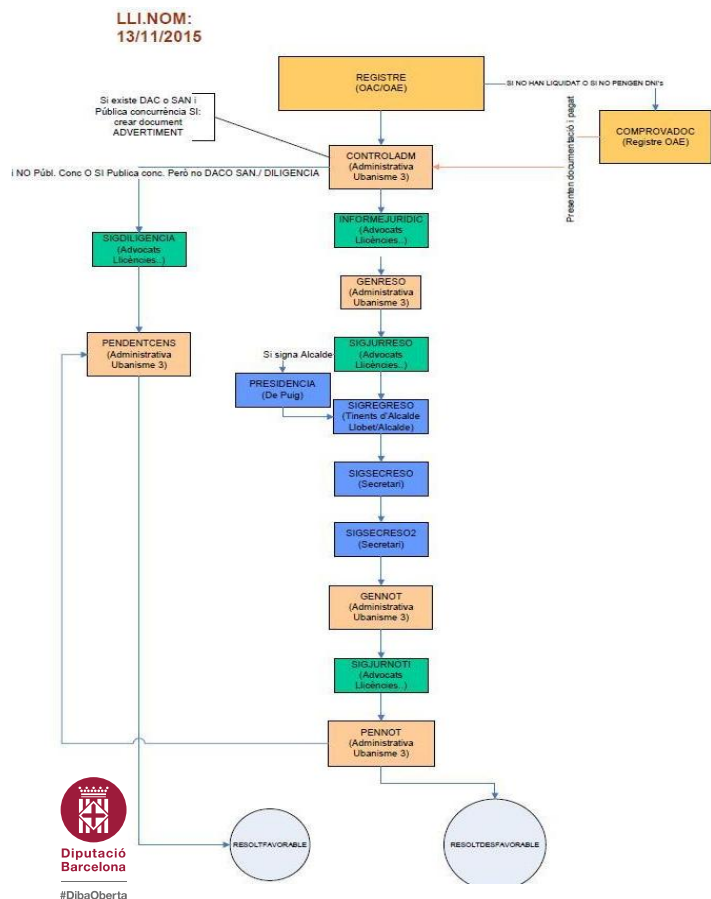 LLI.NOM:
13/11/2015
REGISTRE
(OAC/OAE)
SI NO HAN LIQUIDAT O SI NO PENGEN DNI's
Si existe DAC o SAN i
Pública concurrència SI:
crear document
ADVERTIMENT
Presenten documentació i pagat
COMPROVADOC
(Registre OAE)
CONTROLADM
(Administrativa
Urbanisme 3)
i NO Públ. Conc O SI Publica conc. Però no DACO SAN./ DILIGENCIA
SIGDILIGENCIA
(Advocats
Llicències..)
INFORMEJURIDIC
(Advocats
Llicències..)
GENRESO
(Administrativa
Ubanisme 3)
PENDENTCENS
(Administrativa
Ubanisme 3)
SIGJURRESO
(Advocats
Llicències..)
Si signa Alcalde
PRESIDENCIA
(De Puig)
SIGREGRESO
(Tinents d'Alcalde
Llobet/Alcalde)
SIGSECRESO
(Secretari)
SIGSECRESO2
(Secretari)
GENNOT
(Administrativa
Ubanisme 3)
SIGJURNOTI
(Advocats
Llicències..)
PENNOT
(Administrativa
Ubanisme 3)
RESOLTFAVORABLE
RESOLTDESFAVORABLE
Diputació
Barcelona
#DibaOberta